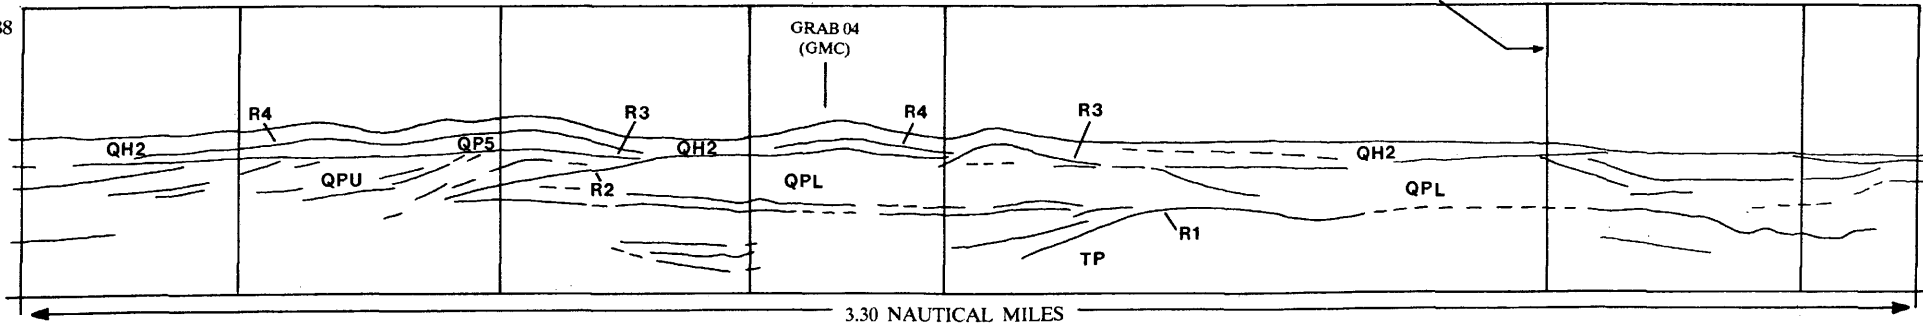 GRAB 04
(GMC)
R4
R3
R4
R3
QH2
QP5
QH2
QH2
QPU
R2
QPL
QPL
R1
TP
3.30 NAUTICAL MILES